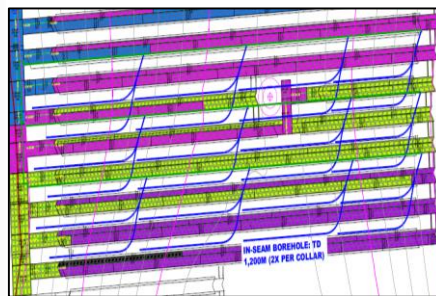 IN-SEAM BOREHOLE; TD
1,200M (2X PER COLLAR)